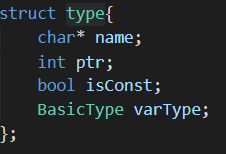 struct type{
    char* name;
    int ptr;
    bool isConst;
    BasicType varType;
};